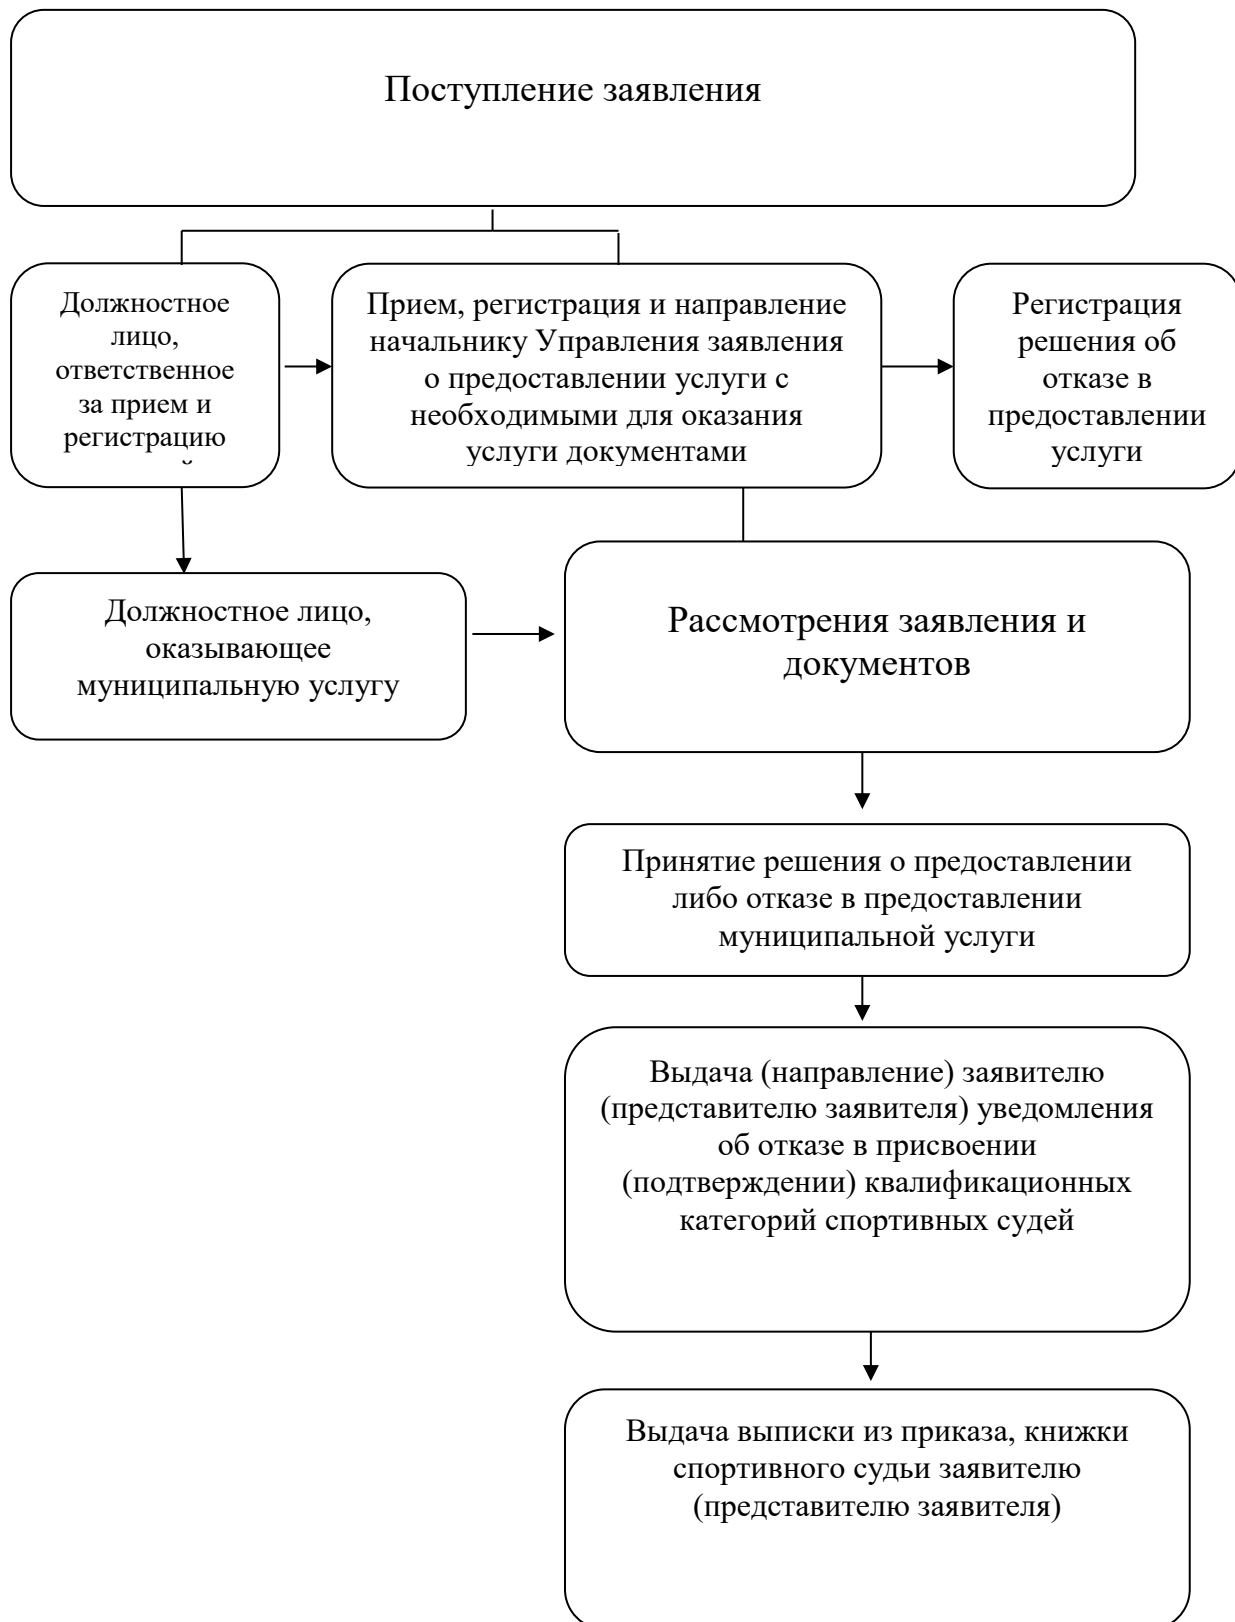 Поступление заявления
Должностное
лицо,
ответственное
за прием и
регистрацию
Прием, регистрация и направление
начальнику Управления заявления
о предоставлении услуги с
необходимыми для оказания
услуги документами
Регистрация
решения об
отказе в
предоставлении
услуги
Должностное лицо,
оказывающее
муниципальную услугу
Рассмотрения заявления и
документов
Принятие решения о предоставлении
либо отказе в предоставлении
муниципальной услуги
Выдача (направление) заявителю
(представителю заявителя) уведомления
об отказе в присвоении
(подтверждении) квалификационных
категорий спортивных судей
Выдача выписки из приказа, книжки
спортивного судьи заявителю
(представителю заявителя)